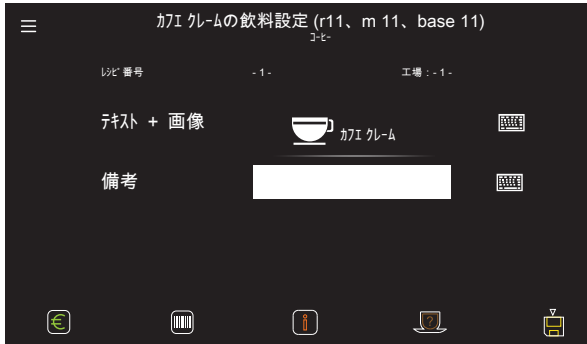 ｶﾌｴ ｸﾚｰﾑの飲料設定 (r11、m 11、base 11)
ｺｰﾋｰ
ﾚｼﾋﾟ番号 - 1 - 工場 : - 1 -
ﾃｷｽﾄ + 画像 ｶﾌｴ ｸﾚｰﾑ
備考
€
i
?